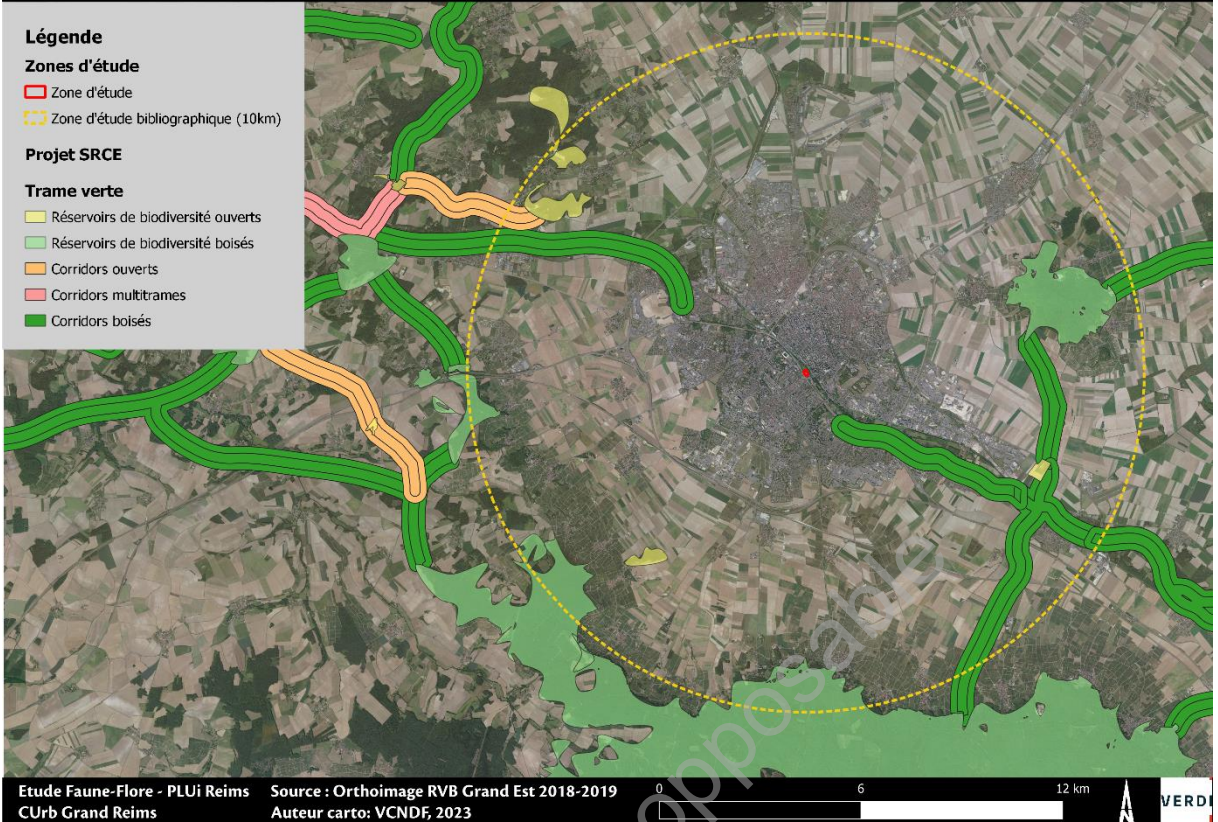 Légende
Zones d'étude
Zone d'étude
Zone d'étude bibliographique (10km)
Projet SRCE
Trame verte
Réservoirs de biodiversité ouverts
Réservoirs de biodiversité boisés
Corridors ouverts
Corridors multitrames
Corridors boisés
opposable
Etude Faune-Flore - PLUi Reims
CUrb Grand Reims
Source : Orthoimage RVB Grand Est 2018-2019
Auteur carto: VCNDF, 2023
0 6 12 km
N
VERDI